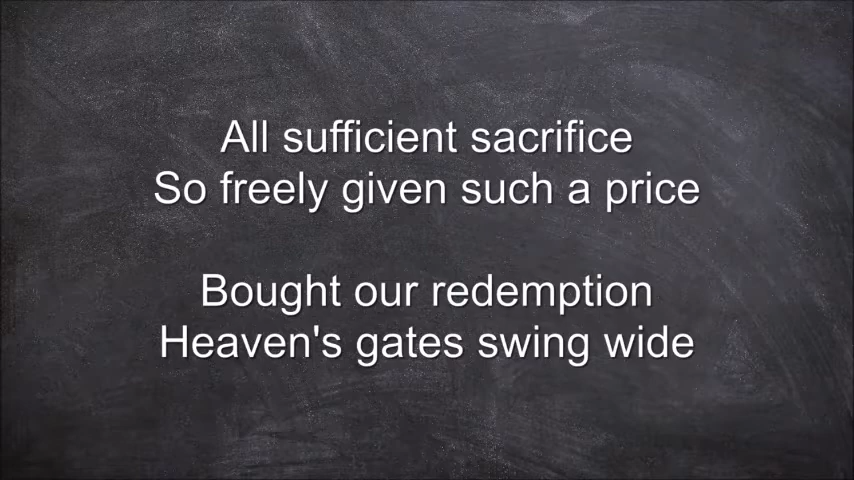 All sufficient sacrifice
So freely given such a price
Bought our redemption
Heaven's gates swing wide